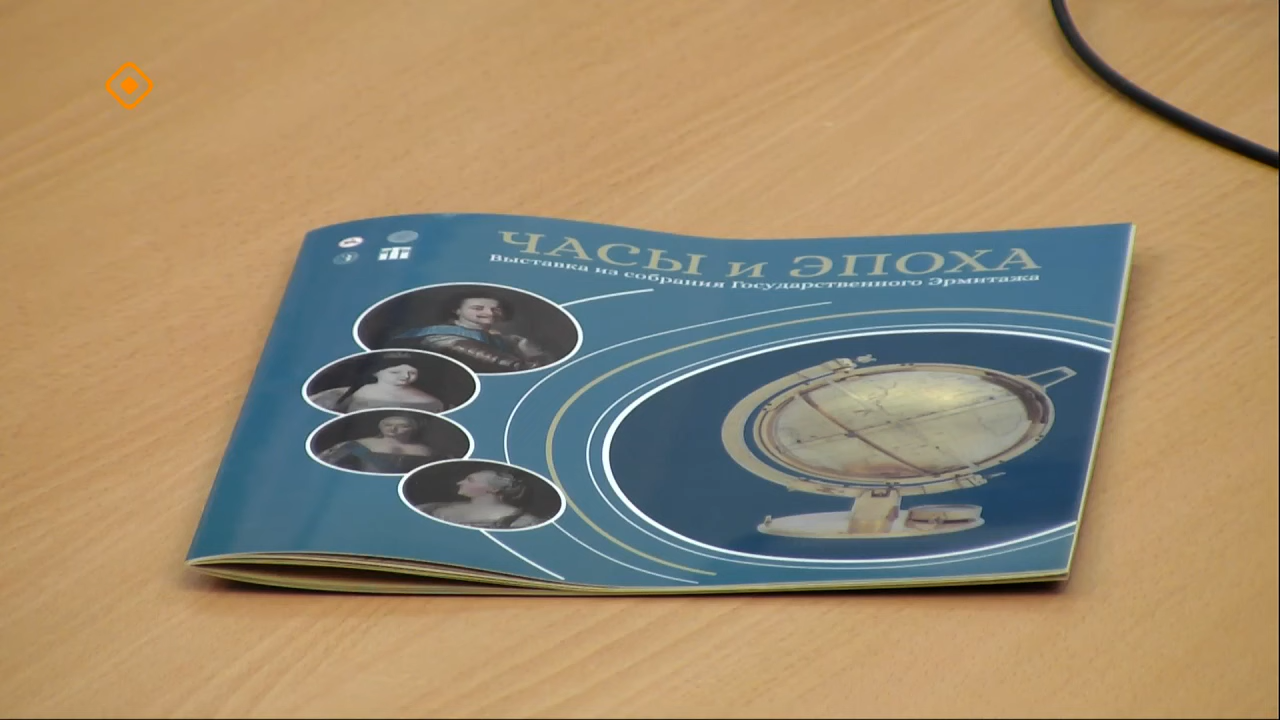 ЧАСЫ и ЭПОХА
Выставка из собрания Государственного Эрмитажа